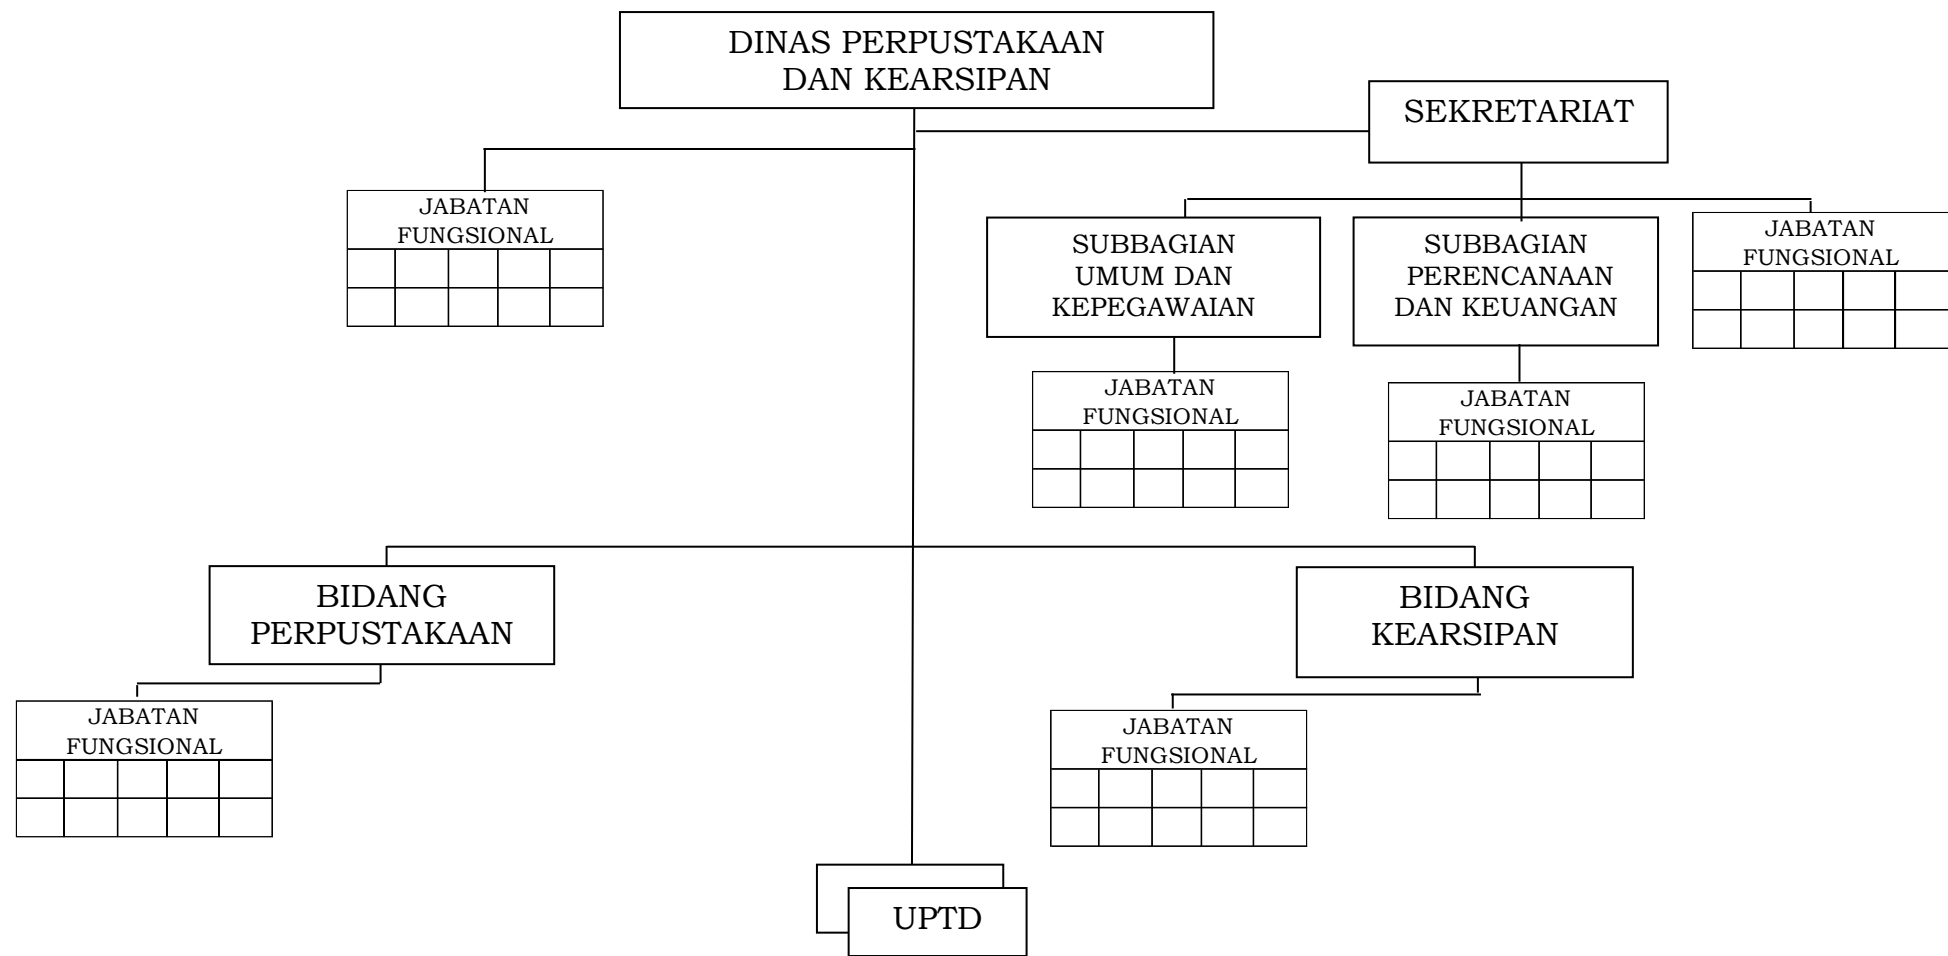 DINAS PERPUSTAKAAN
DAN KEARSIPAN
SEKRETARIAT
JABATAN
FUNGSIONAL
SUBBAGIAN
UMUM DAN
KEPEGAWAIAN
SUBBAGIAN
PERENCANAAN
DAN KEUANGAN
JABATAN
FUNGSIONAL
JABATAN
FUNGSIONAL
JABATAN
FUNGSIONAL
BIDANG
PERPUSTAKAAN
BIDANG
KEARSIPAN
JABATAN
FUNGSIONAL
JABATAN
FUNGSIONAL
UPTD